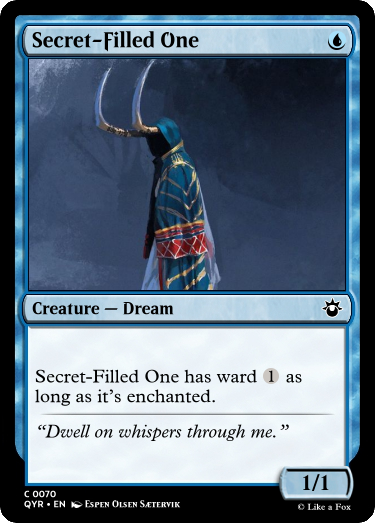 Secret-Filled One
Creature — Dream
Secret-Filled One has ward 1 as
long as it's enchanted.
“Dwell on whispers through me.”
1/1
C 0070
QYR • EN Espen Olsen Sætervik
© Like a Fox